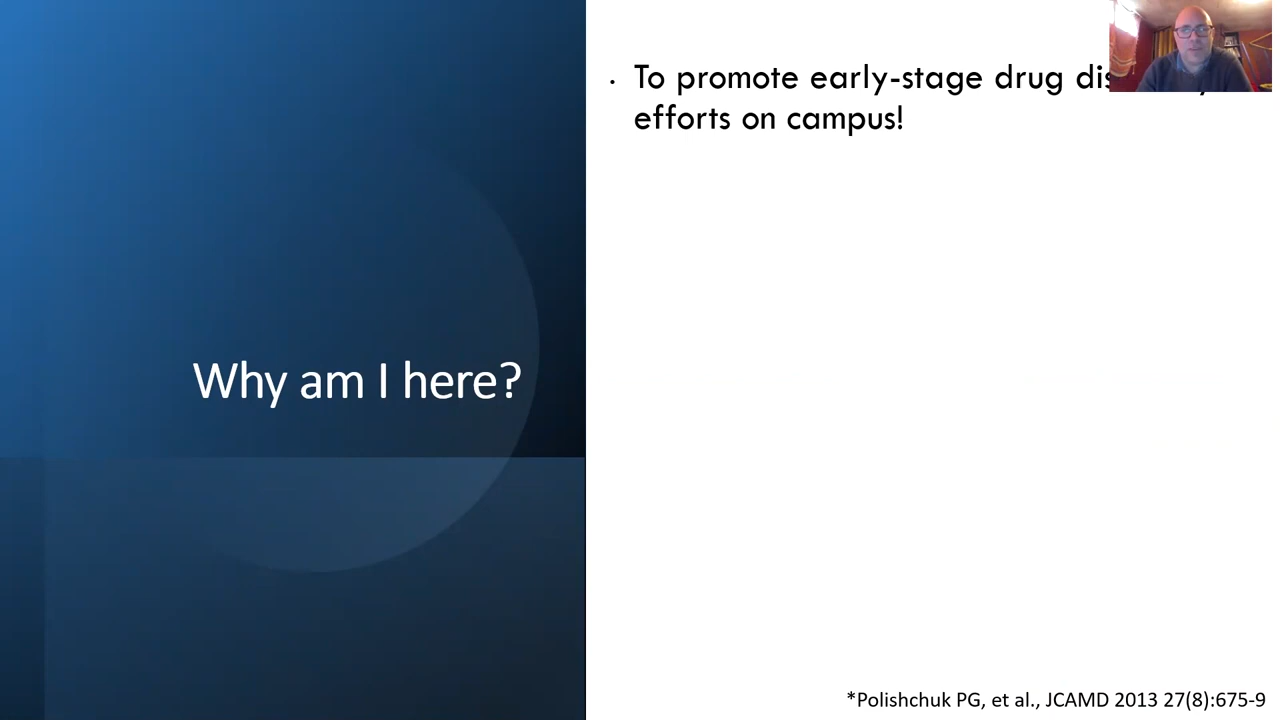 · To promote early-stage drug
efforts on campus!
Why am I here?
*Polishchuk PG, et al., JCAMD 2013 27(8):675-9